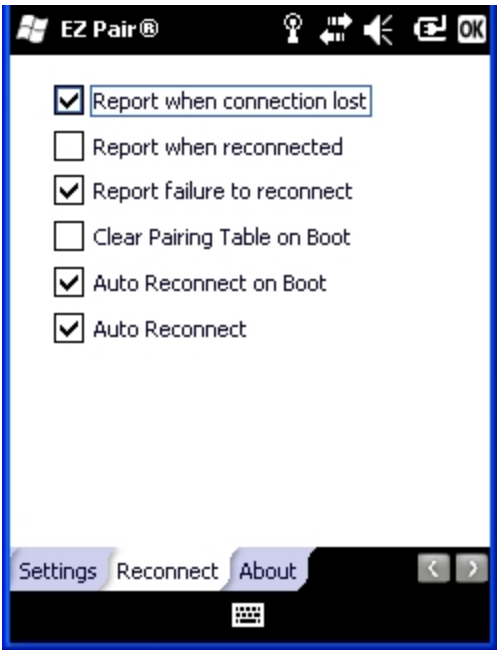 EZ Pair®
OK
Report when connection lost
Report when reconnected
Report failure to reconnect
Clear Pairing Table on Boot
Auto Reconnect on Boot
Auto Reconnect
Settings Reconnect About